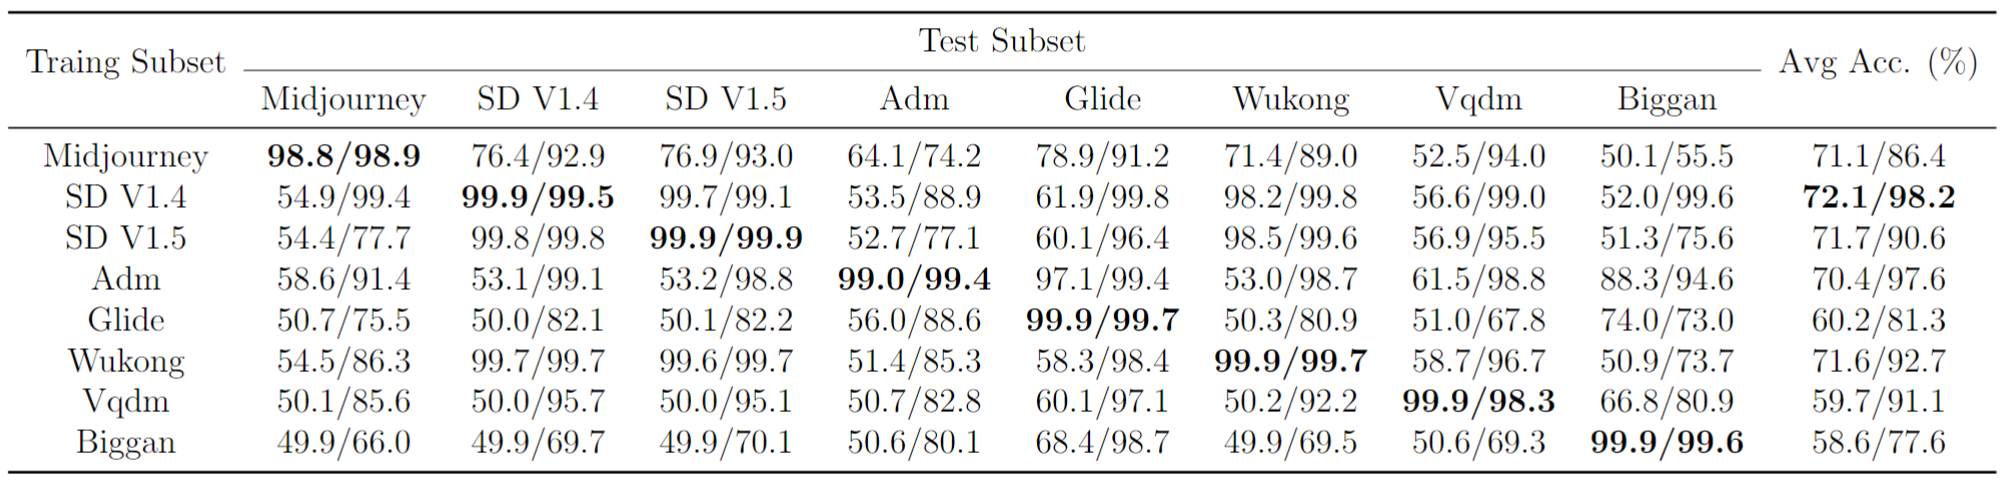 Traing Subset Test Subset Avg Acc. (%)
Midjourney SD V1.4 SD V1.5 Adm Glide Wukong Vqdm Biggan
Midjourney 98.8/98.9 76.4/92.9 76.9/93.0 64.1/74.2 78.9/91.2 71.4/89.0 52.5/94.0 50.1/55.5 71.1/86.4
SD V1.4 54.9/99.4 99.9/99.5 99.7/99.1 53.5/88.9 61.9/99.8 98.2/99.8 56.6/99.0 52.0/99.6 72.1/98.2
SD V1.5 54.4/77.7 99.8/99.8 99.9/99.9 52.7/77.1 60.1/96.4 98.5/99.6 56.9/95.5 51.3/75.6 71.7/90.6
Adm 58.6/91.4 53.1/99.1 53.2/98.8 99.0/99.4 97.1/99.4 53.0/98.7 61.5/98.8 88.3/94.6 70.4/97.6
Glide 50.7/75.5 50.0/82.1 50.1/82.2 56.0/88.6 99.9/99.7 50.3/80.9 51.0/67.8 74.0/73.0 60.2/81.3
Wukong 54.5/86.3 99.7/99.7 99.6/99.7 51.4/85.3 58.3/98.4 99.9/99.7 58.7/96.7 50.9/73.7 71.6/92.7
Vqdm 50.1/85.6 50.0/95.7 50.0/95.1 50.7/82.8 60.1/97.1 50.2/92.2 99.9/98.3 66.8/80.9 59.7/91.1
Biggan 49.9/66.0 49.9/69.7 49.9/70.1 50.6/80.1 68.4/98.7 49.9/69.5 50.6/69.3 99.9/99.6 58.6/77.6